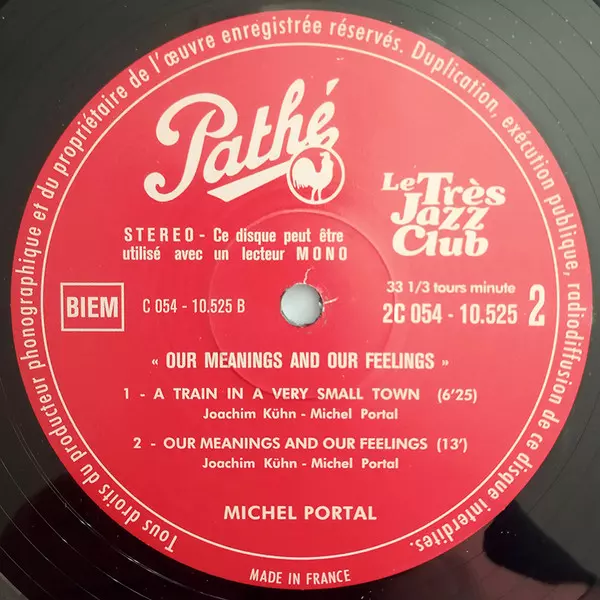 Tous droits du producteur phonographique et du propriétaire de l'œuvre enregistrée réservés. Duplication, exécution publique, radiodiffusion de ce disque interdites.
Pathé
Le Très
Jazz
Club
STEREO - Ce disque peut être
utilisé avec un lecteur MONO
33 1/3 tours minute
BIEM
C 054 - 10.525 B
2C 054 - 10.525 2
« OUR MEANINGS AND OUR FEELINGS »
1 - A TRAIN IN A VERY SMALL TOWN (6'25)
Joachim Kühn - Michel Portal
2 - OUR MEANINGS AND OUR FEELINGS (13')
Joachim Kühn - Michel Portal
MICHEL PORTAL
MADE IN FRANCE